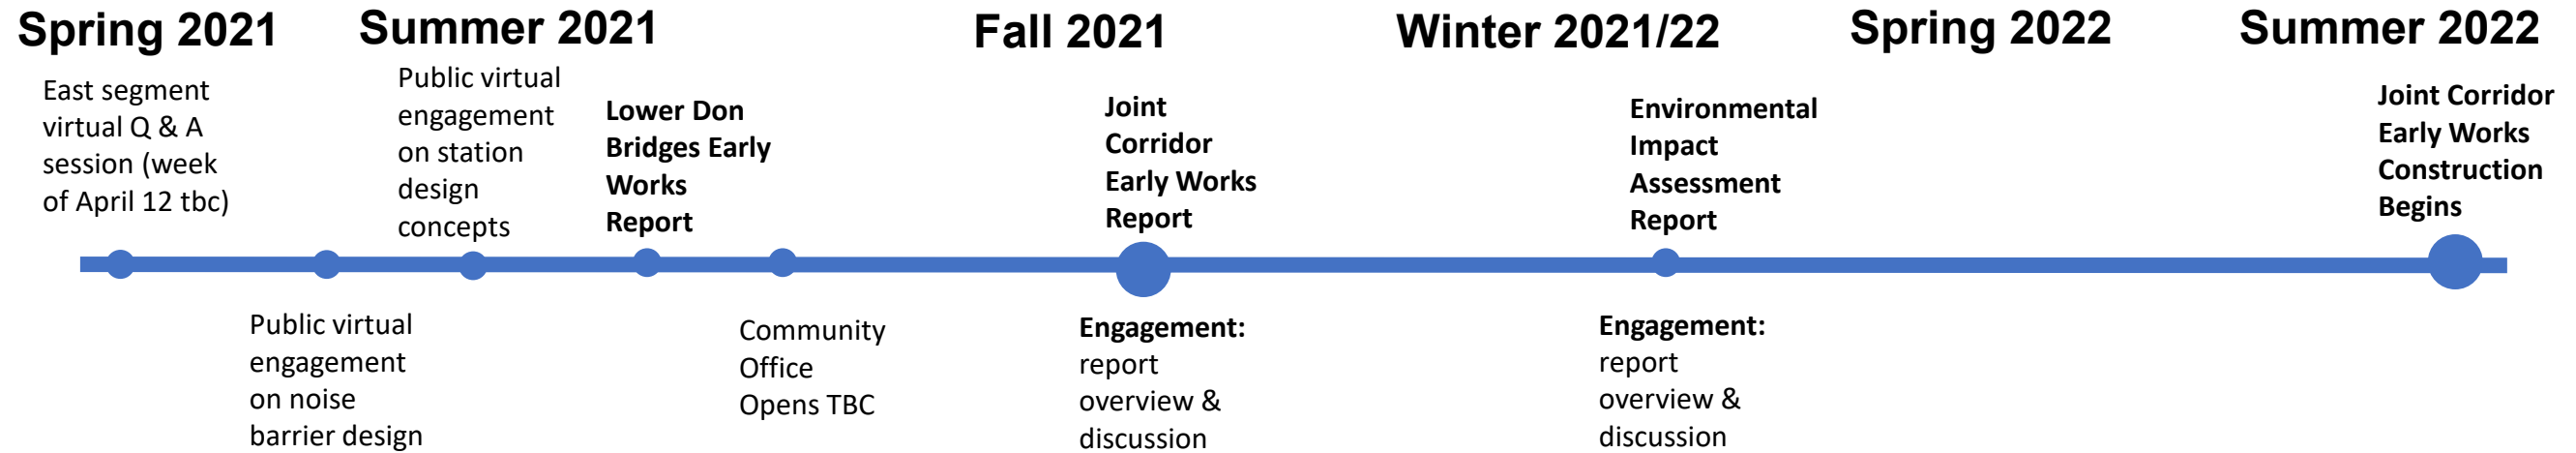 Spring 2021
Summer 2021
Fall 2021
Winter 2021/22
Spring 2022
Summer 2022
East segment
virtual Q & A
session (week
of April 12 tbc)
Public virtual
engagement
on station
design
concepts
Lower Don
Bridges Early
Works
Report
Joint
Corridor
Early Works
Report
Environmental
Impact
Assessment
Report
Joint Corridor
Early Works
Construction
Begins
Public virtual
engagement
on noise
barrier design
Community
Office
Opens TBC
Engagement:
report
overview &
discussion
Engagement:
report
overview &
discussion